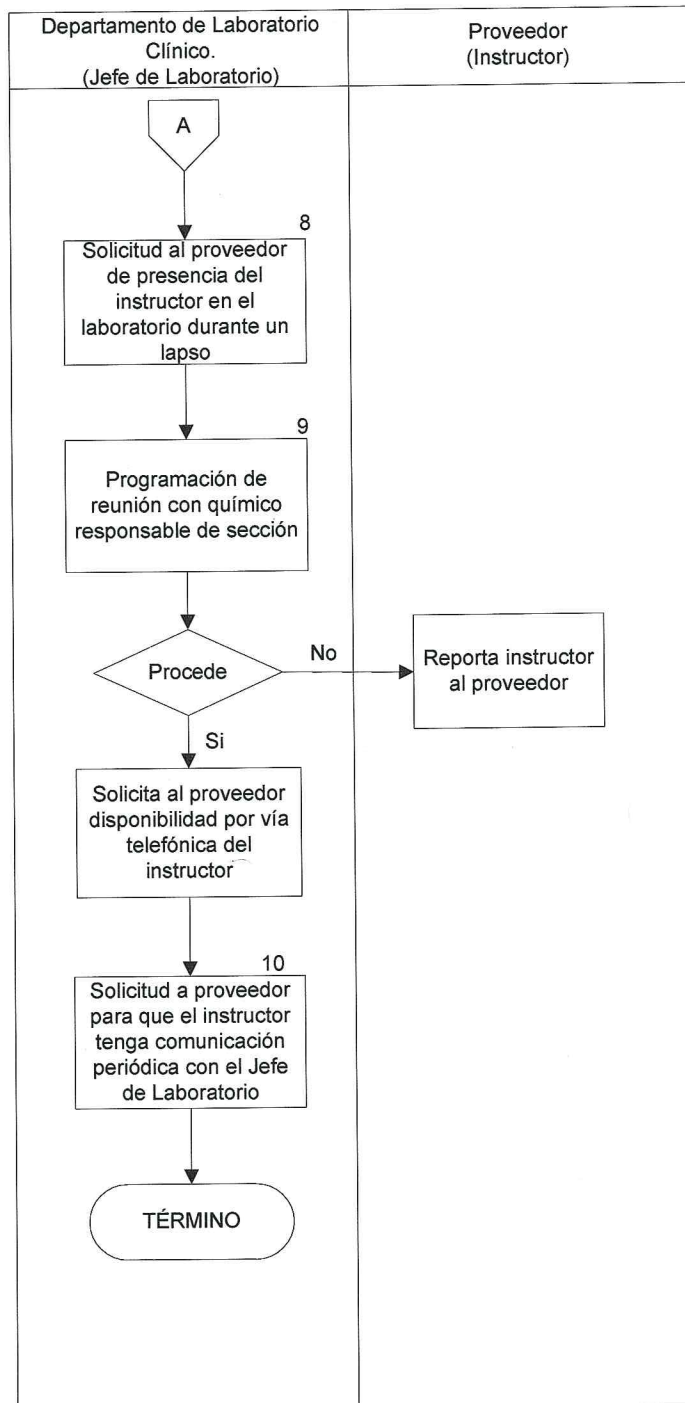 Departamento de Laboratorio
Clínico.
(Jefe de Laboratorio)
Proveedor
(Instructor)
A
8
Solicitud al proveedor
de presencia del
instructor en el
laboratorio durante un
lapso
9
Programación de
reunión con químico
responsable de sección
Procede
No
Reporta instructor
al proveedor
Si
Solicita al proveedor
disponibilidad por vía
telefónica del
instructor
10
Solicitud a proveedor
para que el instructor
tenga comunicación
periódica con el Jefe
de Laboratorio
TÉRMINO